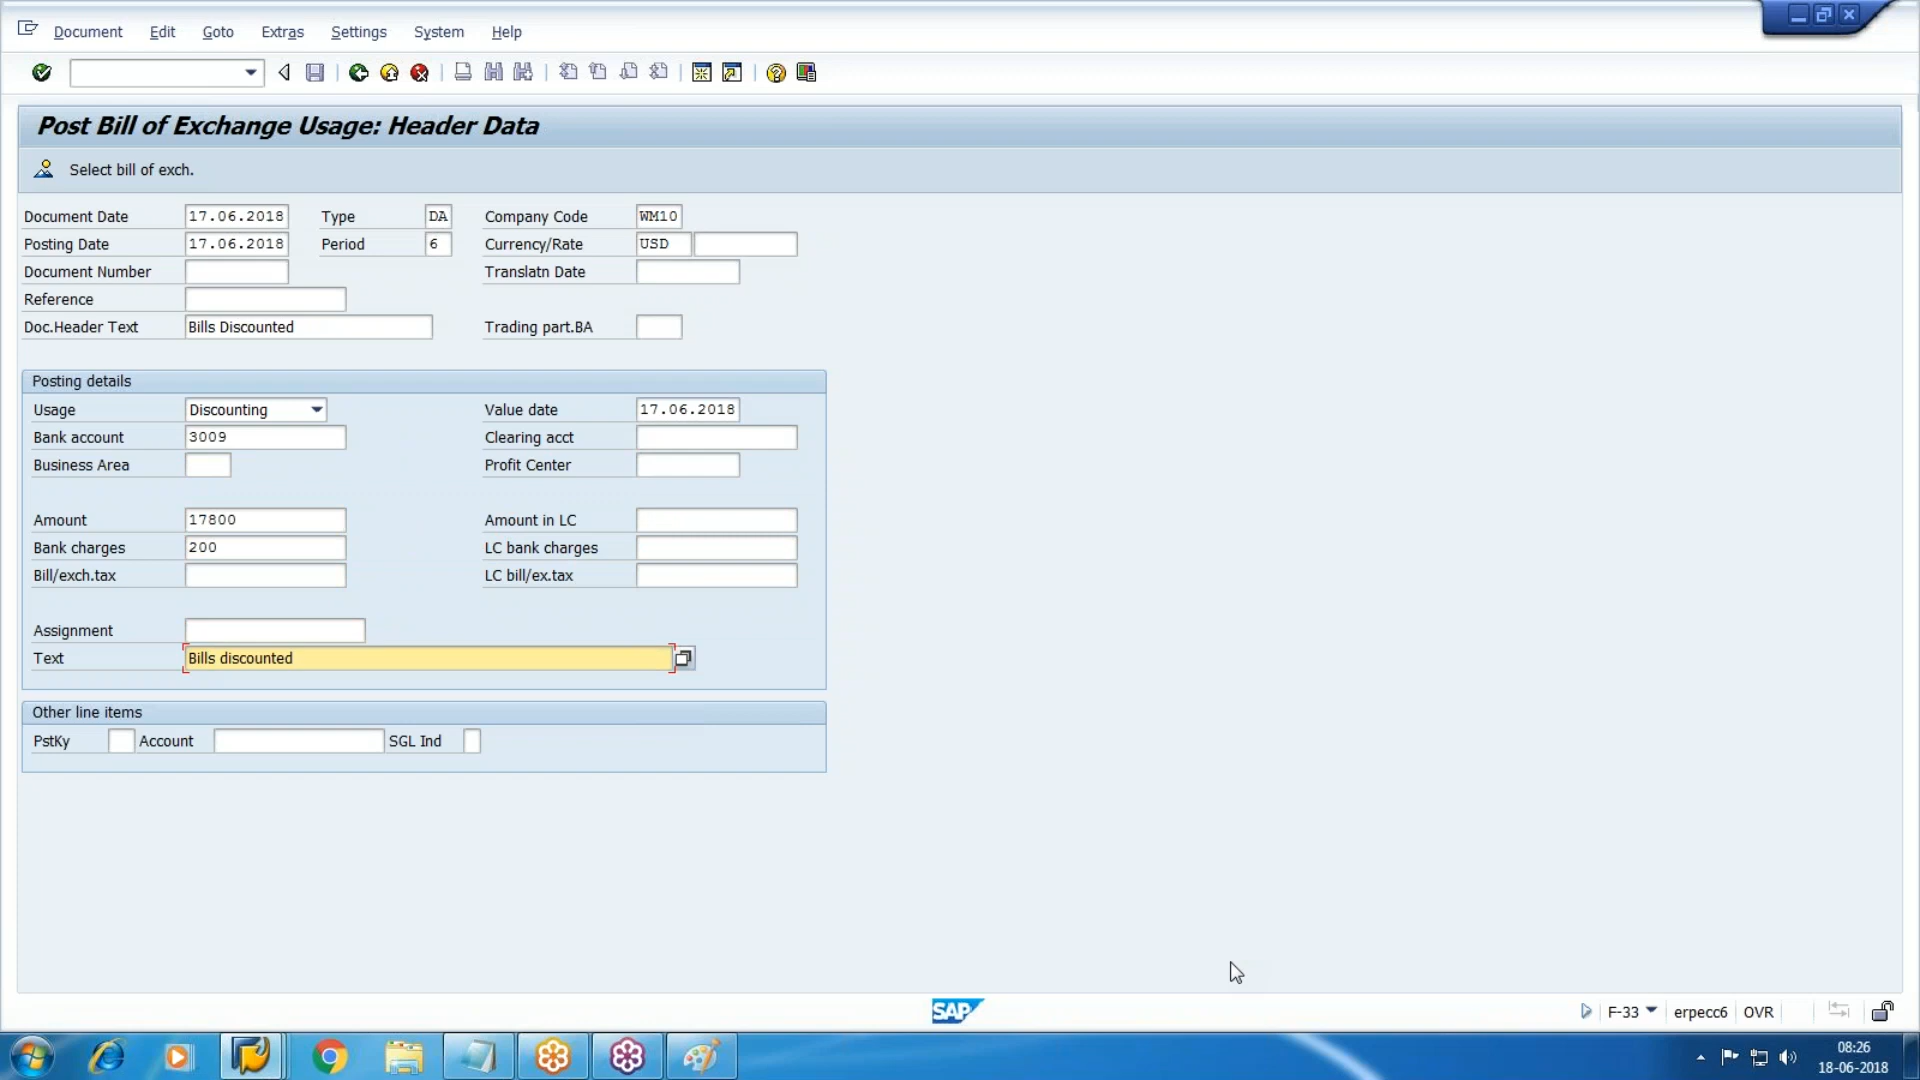 Document Edit Goto Extras Settings System Help
Post Bill of Exchange Usage: Header Data
Select bill of exch.
Document Date 17.06.2018 Type DA Company Code WM10
Posting Date 17.06.2018 Period 6 Currency/Rate USD
Document Number Translatn Date
Reference
Doc.Header Text Bills Discounted Trading part.BA
Posting details
Usage Discounting Value date 17.06.2018
Bank account 3009 Clearing acct
Business Area Profit Center
Amount 17800 Amount in LC
Bank charges 200 LC bank charges
Bill/exch.tax LC bill/ex.tax
Assignment
Text Bills discounted
Other line items
PstKy Account SGL Ind
SAP F-33 erpecc6 OVR
08:26
18-06-2018